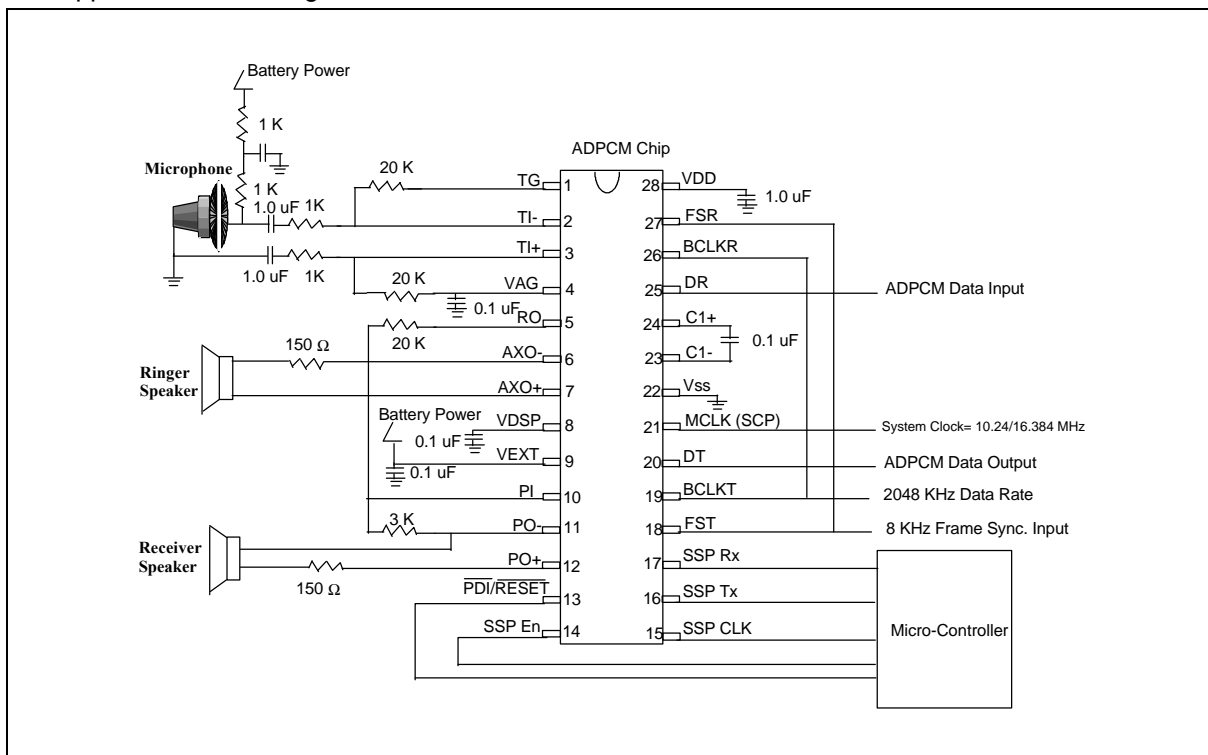 Battery Power
1 K
ADPCM Chip
Microphone
20 K
1 K
1.0 uF
1K
TG
1
28
VDD
1.0 uF
TI-
2
27
FSR
TI+
3
26
BCLKR
1.0 uF
1K
20 K
VAG
4
25
DR
ADPCM Data Input
0.1 uF
RO
5
24
C1+
20 K
0.1 uF
150 Ω
AXO-
6
23
C1-
Ringer
Speaker
AXO+
7
22
Vss
Battery Power
VDSP
8
21
MCLK (SCP)
System Clock= 10.24/16.384 MHz
0.1 uF
VEXT
9
20
DT
ADPCM Data Output
0.1 uF
PI
10
19
BCLKT
2048 KHz Data Rate
3 K
PO-
11
18
FST
8 KHz Frame Sync. Input
Receiver
Speaker
PO+
12
17
SSP Rx
150 Ω
PDI/RESET
13
16
SSP Tx
SSP En
14
15
SSP CLK
Micro-Controller